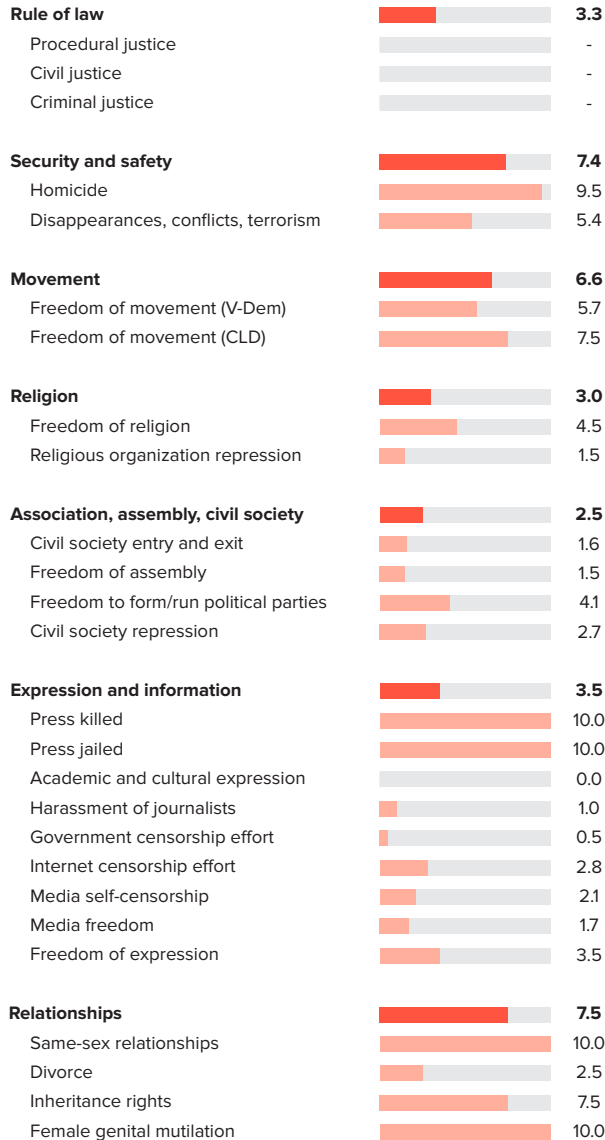 Rule of law 3.3
Procedural justice -
Civil justice -
Criminal justice -
Security and safety 7.4
Homicide 9.5
Disappearances, conflicts, terrorism 5.4
Movement 6.6
Freedom of movement (V-Dem) 5.7
Freedom of movement (CLD) 7.5
Religion 3.0
Freedom of religion 4.5
Religious organization repression 1.5
Association, assembly, civil society 2.5
Civil society entry and exit 1.6
Freedom of assembly 1.5
Freedom to form/run political parties 4.1
Civil society repression 2.7
Expression and information 3.5
Press killed 10.0
Press jailed 10.0
Academic and cultural expression 0.0
Harassment of journalists 1.0
Government censorship effort 0.5
Internet censorship effort 2.8
Media self-censorship 2.1
Media freedom 1.7
Freedom of expression 3.5
Relationships 7.5
Same-sex relationships 10.0
Divorce 2.5
Inheritance rights 7.5
Female genital mutilation 10.0